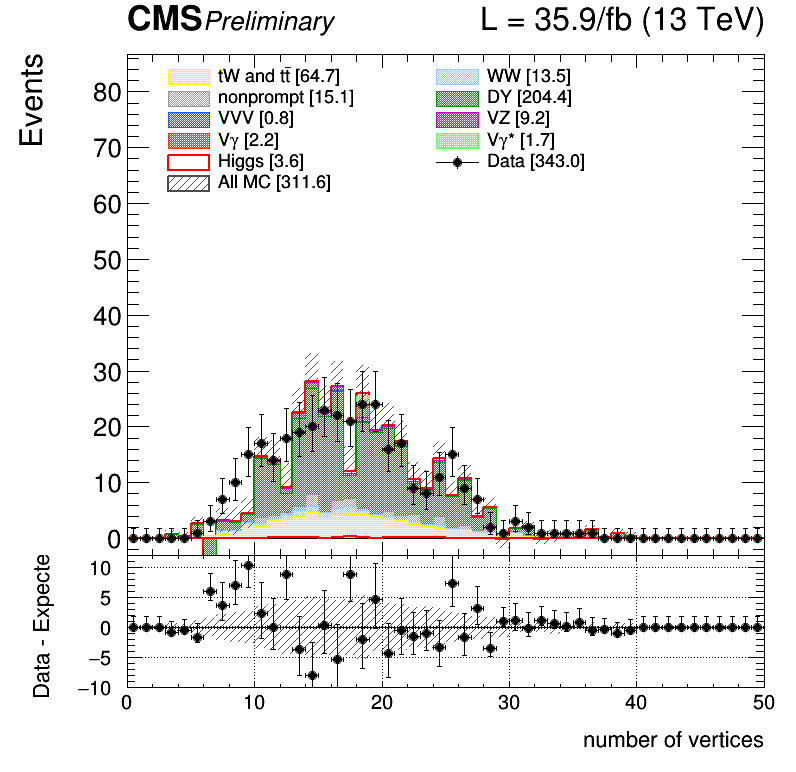 CMS Preliminary L = 35.9/fb (13 TeV)
Events
tW and tt̄ [64.7] WW [13.5]
nonprompt [15.1] DY [204.4]
VVV [0.8] VZ [9.2]
Vγ [2.2] Vγ* [1.7]
Higgs [3.6] Data [343.0]
All MC [311.6]
80
70
60
50
40
30
20
10
0
Data - Expecte
10
5
0
−5
−10
0 10 20 30 40 50
number of vertices